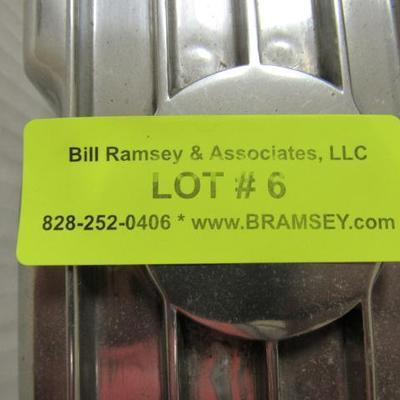 Bill Ramsey & Associates, LLC
LOT # 6
828-252-0406 * www.BRAMSEY.com